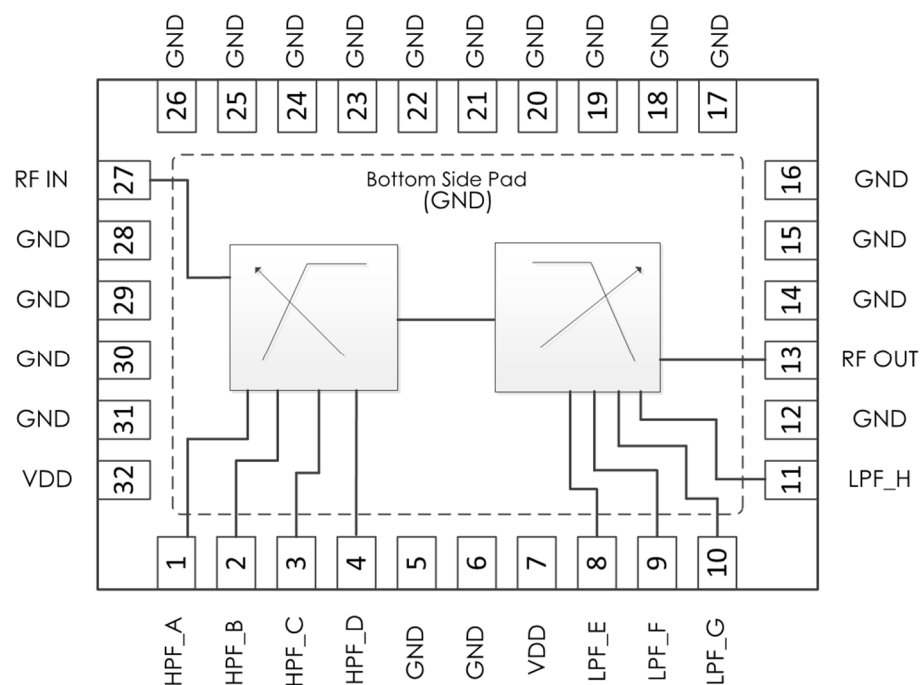 GND GND GND GND GND GND GND GND GND GND
26 25 24 23 22 21 20 19 18 17
Bottom Side Pad
(GND)
RF IN 27 16 GND
GND 28 15 GND
GND 29 14 GND
GND 30 13 RF OUT
GND 31 12 GND
VDD 32 11 LPF_H
1 2 3 4 5 6 7 8 9 10
HPF_A HPF_B HPF_C HPF_D GND GND VDD LPF_E LPF_F LPF_G